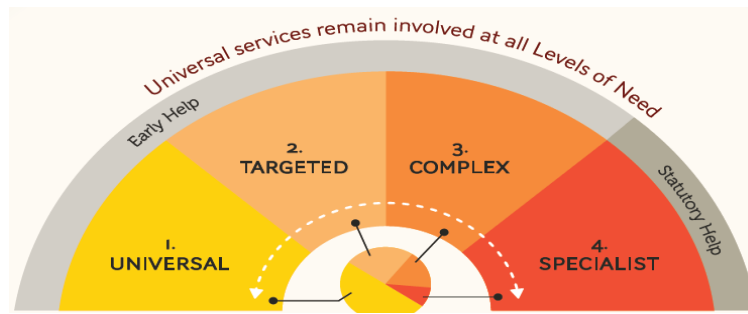 Universal services remain involved at all Levels of Need
Early Help
2.
TARGETED
3.
COMPLEX
1.
UNIVERSAL
4.
SPECIALIST
Statutory Help